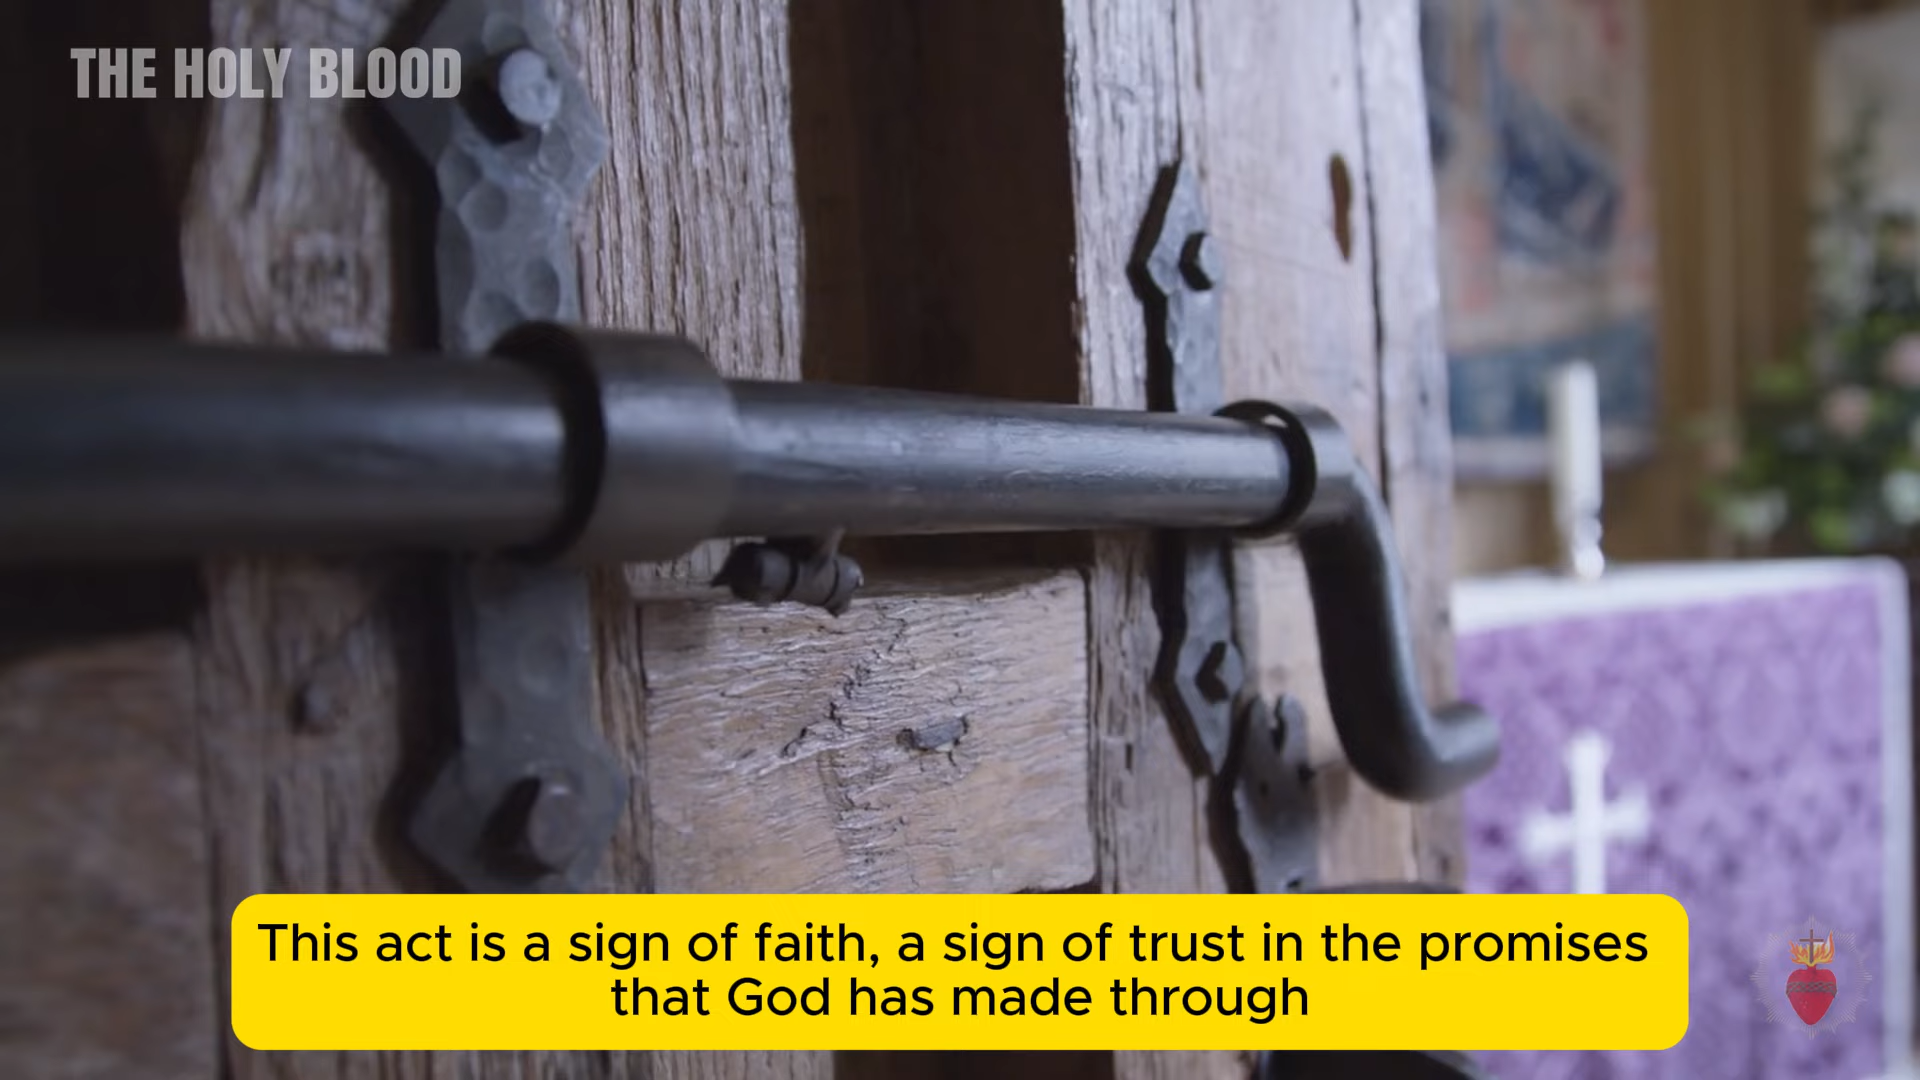 THE HOLY BLOOD
This act is a sign of faith, a sign of trust in the promises
that God has made through